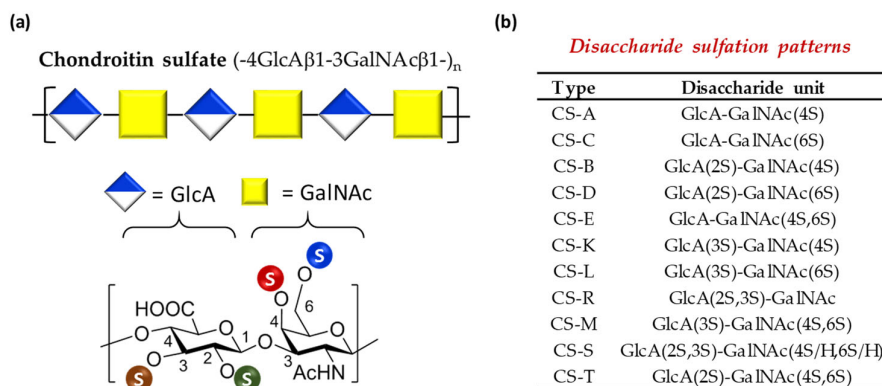 (a)
Chondroitin sulfate (-4GlcAβ1-3GalNAcβ1-)n
= GlcA
= GalNAc
S
S
HOOC
O
O
6
4
O
O
O
4
O
1
O
O
3
2
3
AcHN
O
O
S
S
(b)
Disaccharide sulfation patterns
Type Disaccharide unit
CS-A GlcA-GalNAc(4S)
CS-C GlcA-GalNAc(6S)
CS-B GlcA(2S)-GalNAc(4S)
CS-D GlcA(2S)-GalNAc(6S)
CS-E GlcA-GalNAc(4S,6S)
CS-K GlcA(3S)-GalNAc(4S)
CS-L GlcA(3S)-GalNAc(6S)
CS-R GlcA(2S,3S)-GalNAc
CS-M GlcA(3S)-GalNAc(4S,6S)
CS-S GlcA(2S,3S)-GalNAc(4S/H,6S/H)
CS-T GlcA(2S)-GalNAc(4S,6S)